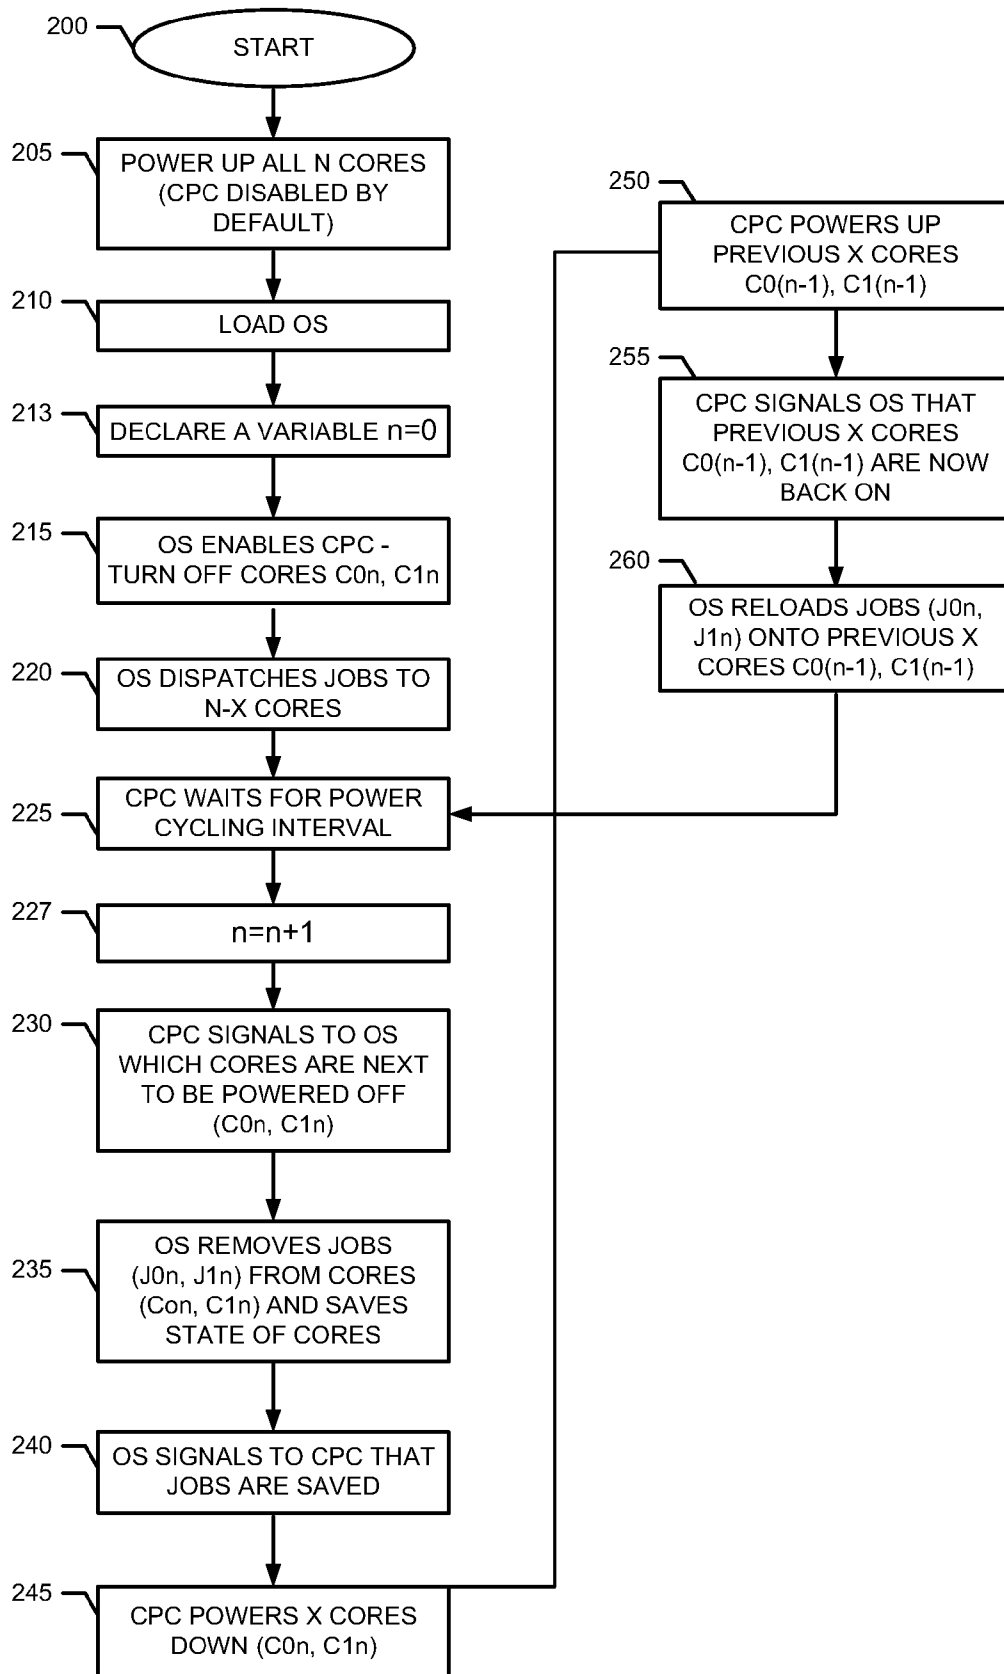 200
START
205
POWER UP ALL N CORES
(CPC DISABLED BY
DEFAULT)
210
LOAD OS
213
DECLARE A VARIABLE n=0
215
OS ENABLES CPC -
TURN OFF CORES C0n, C1n
220
OS DISPATCHES JOBS TO
N-X CORES
225
CPC WAITS FOR POWER
CYCLING INTERVAL
227
n=n+1
230
CPC SIGNALS TO OS
WHICH CORES ARE NEXT
TO BE POWERED OFF
(C0n, C1n)
235
OS REMOVES JOBS
(J0n, J1n) FROM CORES
(Con, C1n) AND SAVES
STATE OF CORES
240
OS SIGNALS TO CPC THAT
JOBS ARE SAVED
245
CPC POWERS X CORES
DOWN (C0n, C1n)
250
CPC POWERS UP
PREVIOUS X CORES
C0(n-1), C1(n-1)
255
CPC SIGNALS OS THAT
PREVIOUS X CORES
C0(n-1), C1(n-1) ARE NOW
BACK ON
260
OS RELOADS JOBS (J0n,
J1n) ONTO PREVIOUS X
CORES C0(n-1), C1(n-1)